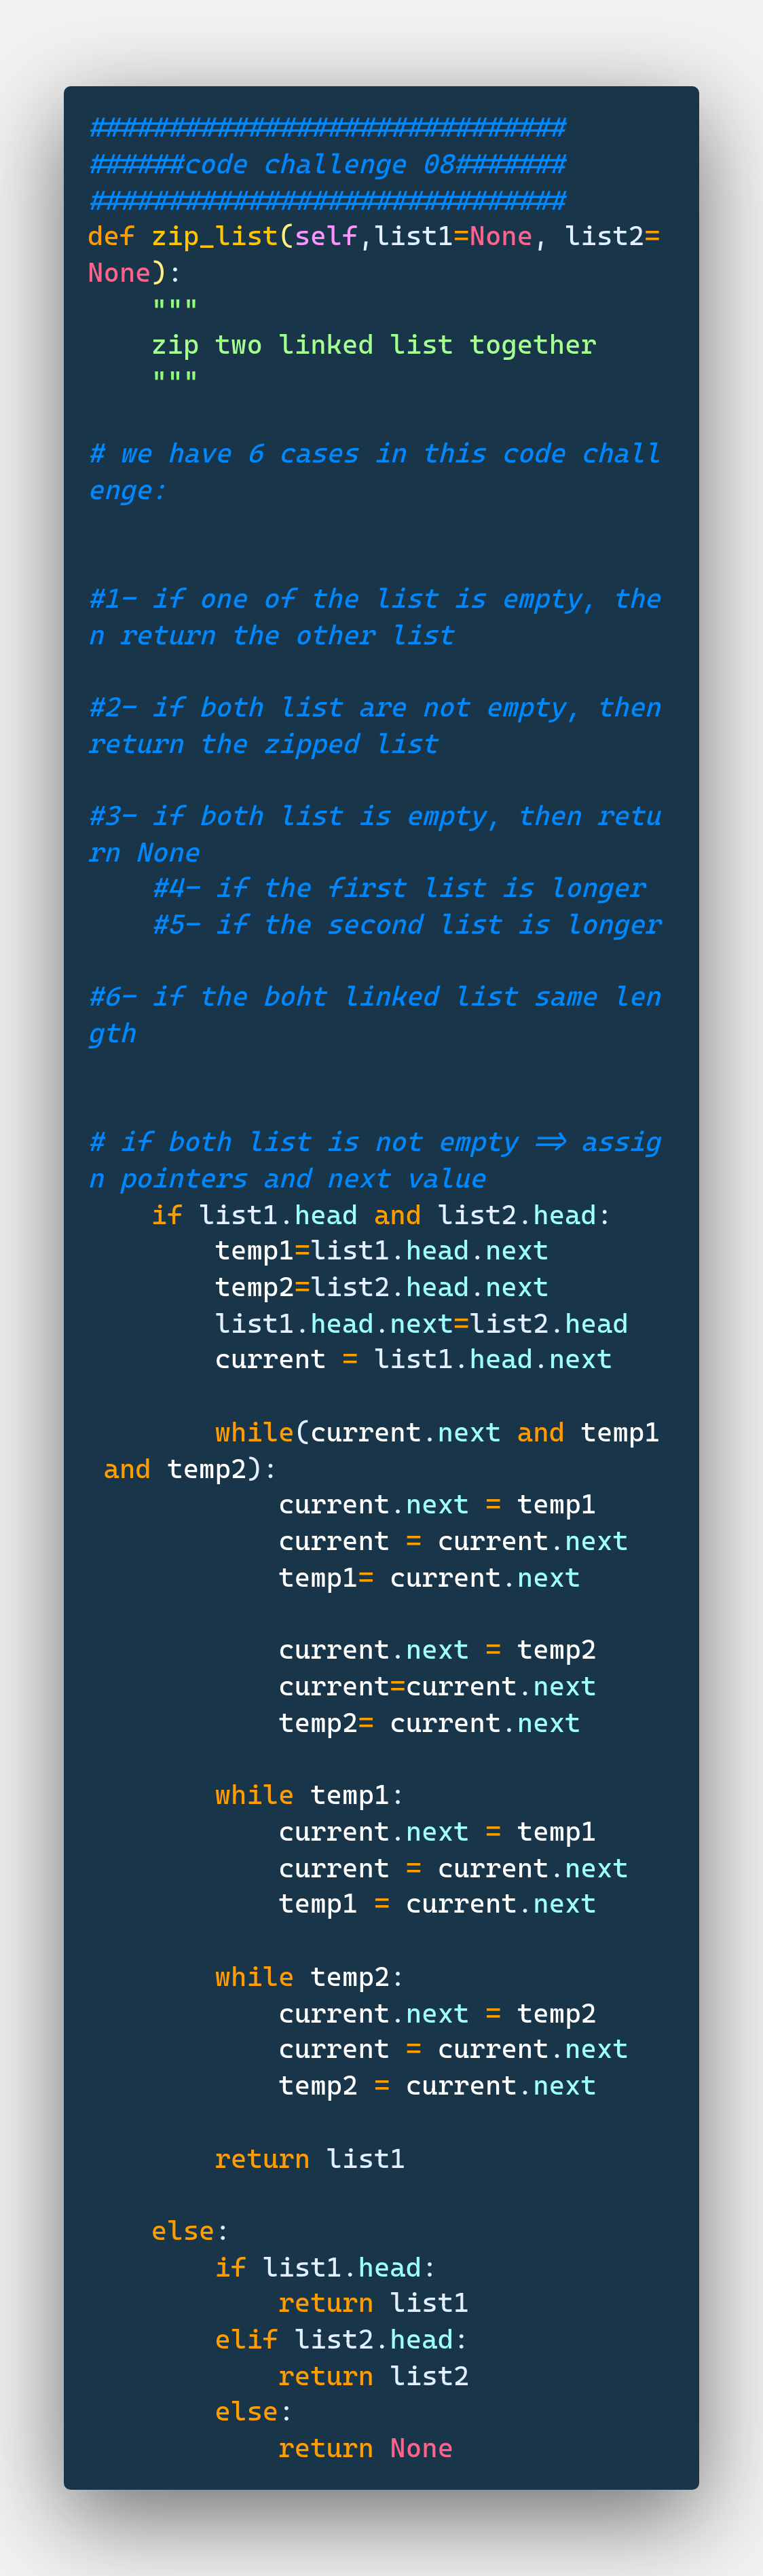 ##############################
######code challenge 08#######
##############################
def zip_list(self,list1=None, list2=
None):
    """
    zip two linked list together
    """
# we have 6 cases in this code chall
enge:
#1- if one of the list is empty, the
n return the other list
#2- if both list are not empty, then
return the zipped list
#3- if both list is empty, then retu
rn None
    #4- if the first list is longer
    #5- if the second list is longer
#6- if the boht linked list same len
gth
# if both list is not empty => assig
n pointers and next value
    if list1.head and list2.head:
        temp1=list1.head.next
        temp2=list2.head.next
        list1.head.next=list2.head
        current = list1.head.next
        while(current.next and temp1
 and temp2):
            current.next = temp1
            current = current.next
            temp1= current.next
            current.next = temp2
            current=current.next
            temp2= current.next
        while temp1:
            current.next = temp1
            current = current.next
            temp1 = current.next
        while temp2:
            current.next = temp2
            current = current.next
            temp2 = current.next
        return list1
    else:
        if list1.head:
            return list1
        elif list2.head:
            return list2
        else:
            return None